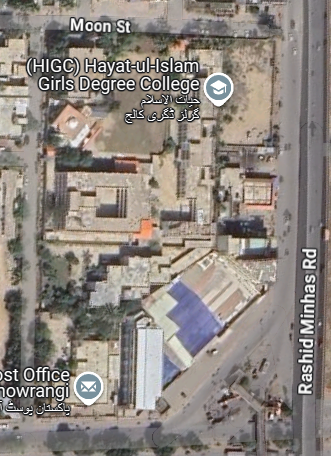 Moon St
(HIGC) Hayat-ul-Islam
Girls Degree College
حیات الاسلام
گرلز ڈگری کالج
Rashid Minhas Rd
ost Office
howrangi
پاکستان پوسٹ آ